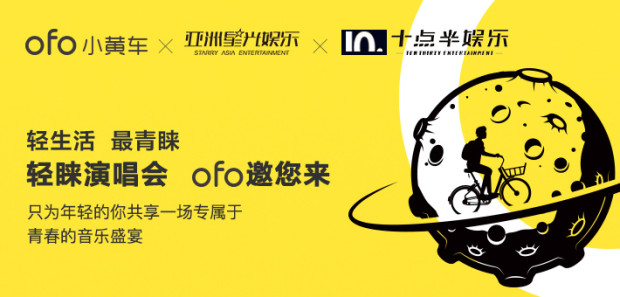 ofo 小黄车 × 亚洲星光娱乐 × In. 十点半娱乐
STARRY ASIA ENTERTAINMENT
TEN THIRTY ENTERTAINMENT
轻生活 最青睐
轻睐演唱会 ofo邀您来
只为年轻的你共享一场专属于
青春的音乐盛宴